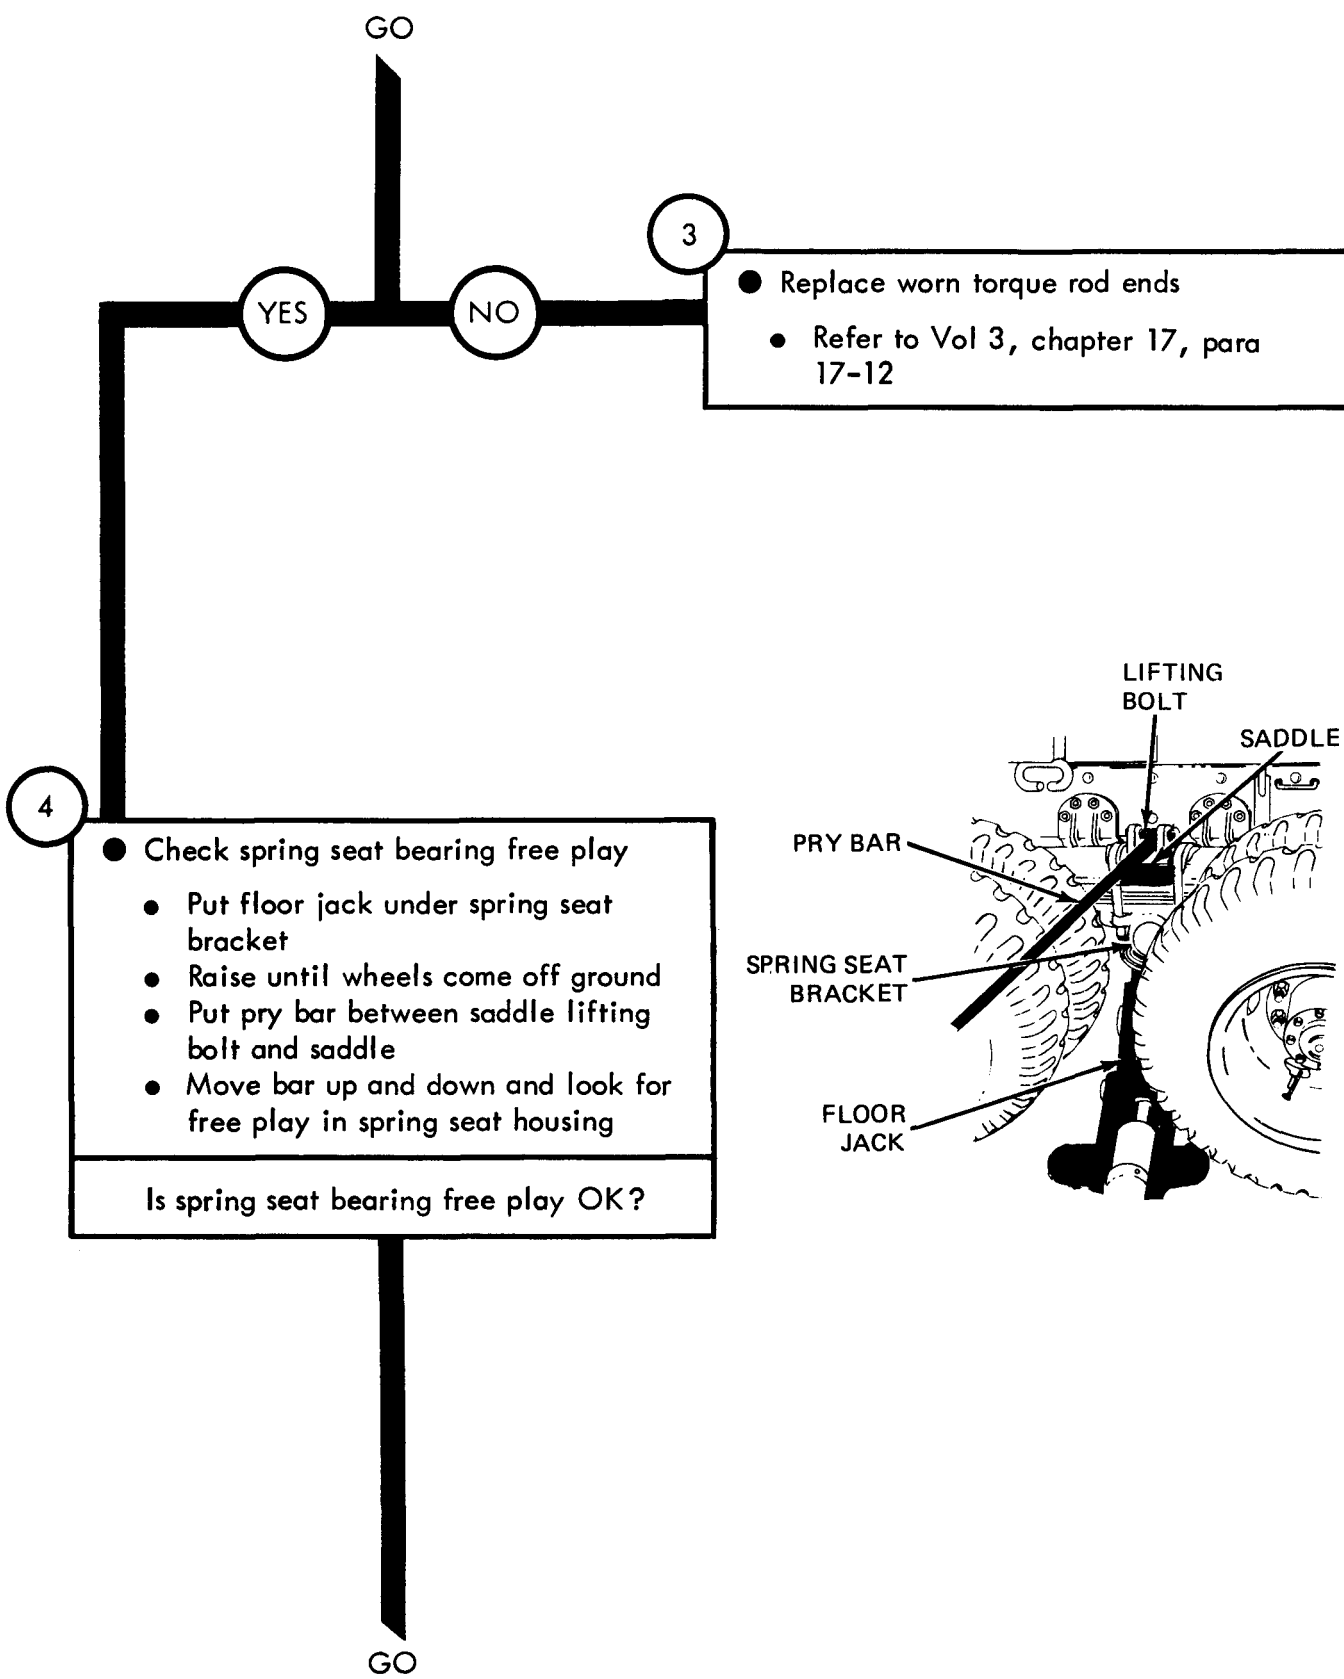 GO
3
● Replace worn torque rod ends
● Refer to Vol 3, chapter 17, para
17-12
YES
NO
LIFTING
BOLT
SADDLE
PRY BAR
SPRING SEAT
BRACKET
FLOOR
JACK
4
● Check spring seat bearing free play
● Put floor jack under spring seat
bracket
● Raise until wheels come off ground
● Put pry bar between saddle lifting
bolt and saddle
● Move bar up and down and look for
free play in spring seat housing
Is spring seat bearing free play OK?
GO